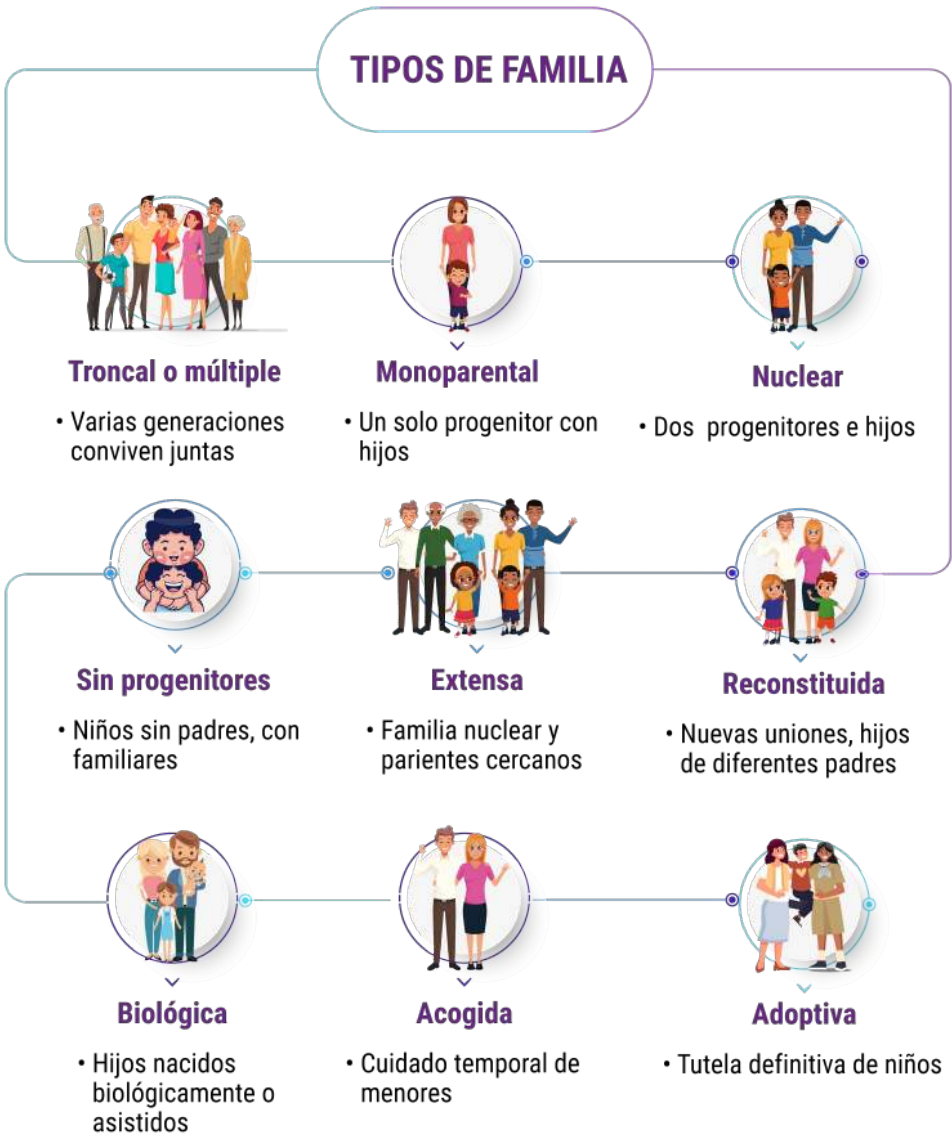 TIPOS DE FAMILIA
Troncal o múltiple
• Varias generaciones
conviven juntas
Monoparental
• Un solo progenitor con
hijos
Nuclear
• Dos progenitores e hijos
Sin progenitores
• Niños sin padres, con
familiares
Extensa
• Familia nuclear y
parientes cercanos
Reconstituida
• Nuevas uniones, hijos
de diferentes padres
Biológica
• Hijos nacidos
biológicamente o
asistidos
Acogida
• Cuidado temporal de
menores
Adoptiva
• Tutela definitiva de niños